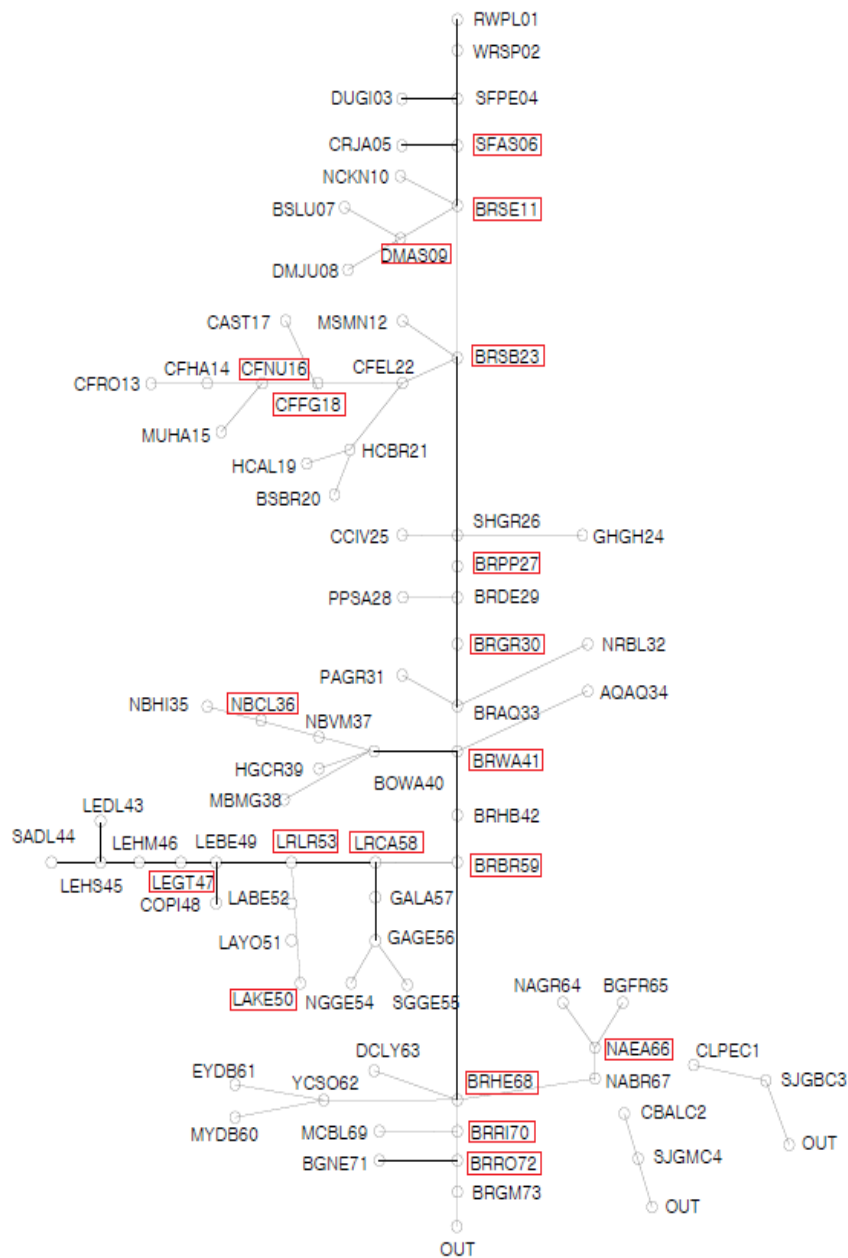 RWPL01
WRSP02
DUGI03
SFPE04
CRJA05
SFAS06
NCKN10
BSLU07
BRSE11
DMAS09
DMJU08
CAST17
MSMN12
BRSB23
CFRO13
CFHA14
CFNU16
CFEL22
CFFG18
MUHA15
HCBR21
HCAL19
BSBR20
SHGR26
CCIV25
GHGH24
BRPP27
PPSA28
BRDE29
BRGR30
NRBL32
PAGR31
AQAQ34
NBHI35
NBCL36
BRAQ33
NBVM37
BRWA41
HGCR39
BOWA40
MBMG38
LEDL43
BRHB42
SADL44
LEHM46
LEBE49
LRLR53
LRCA58
BRBR59
LEHS45
LEGT47
COPI48
LABE52
GALA57
LAYO51
GAGE56
LAKE50
NGGE54
SGGE55
NAGR64
BGFR65
DCLY63
NAEA66
CLPEC1
EYDB61
YCSO62
BRHE68
NABR67
SJGBC3
MYDB60
MCBL69
BRRI70
CBALC2
OUT
BGNE71
BRRO72
SJGMC4
BRGM73
OUT
OUT